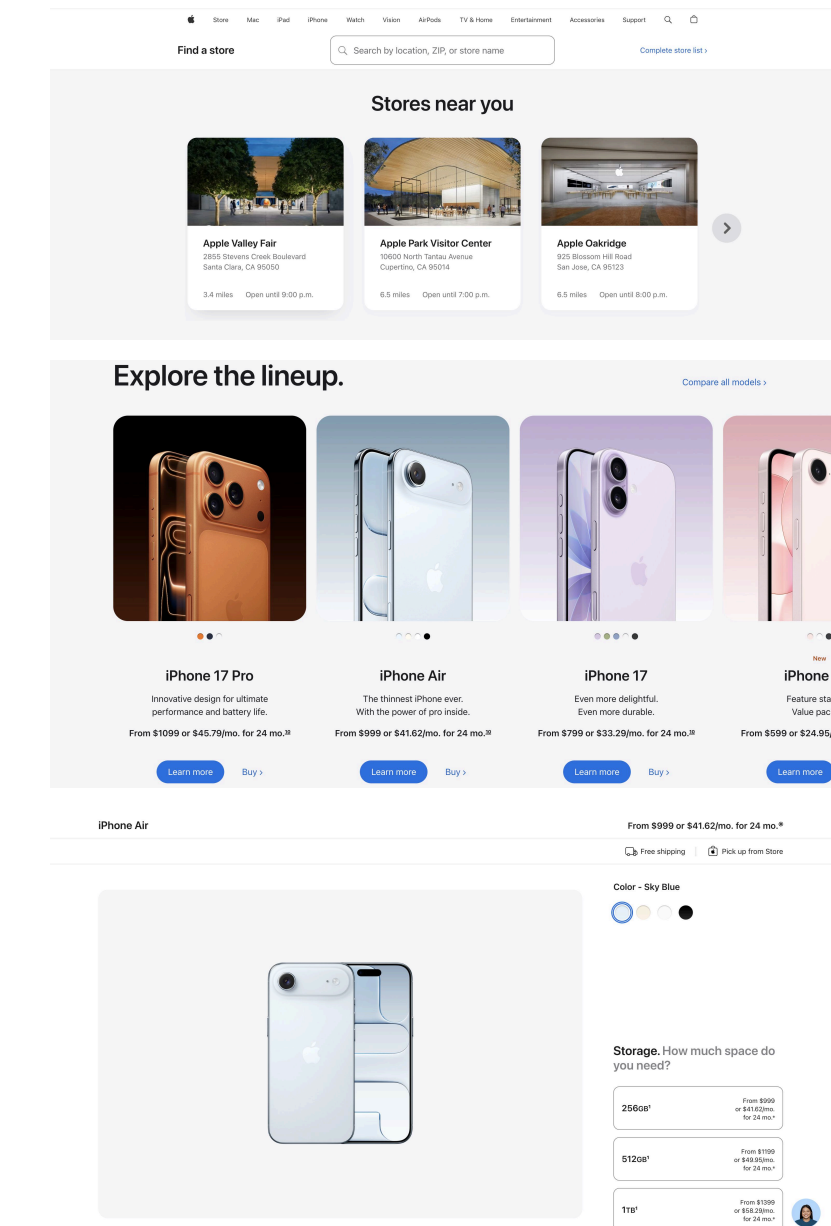 Store Mac iPad iPhone Watch Vision AirPods TV & Home Entertainment Accessories Support
Find a store
Search by location, ZIP, or store name
Complete store list ›
Stores near you
Apple Valley Fair
2855 Stevens Creek Boulevard
Santa Clara, CA 95050
3.4 miles Open until 9:00 p.m.
Apple Park Visitor Center
10600 North Tantau Avenue
Cupertino, CA 95014
6.5 miles Open until 7:00 p.m.
Apple Oakridge
925 Blossom Hill Road
San Jose, CA 95123
6.5 miles Open until 8:00 p.m.
Explore the lineup.
Compare all models ›
iPhone 17 Pro
Innovative design for ultimate
performance and battery life.
From $1099 or $45.79/mo. for 24 mo.
Learn more Buy ›
iPhone Air
The thinnest iPhone ever.
With the power of pro inside.
From $999 or $41.62/mo. for 24 mo.
Learn more Buy ›
iPhone 17
Even more delightful.
Even more durable.
From $799 or $33.29/mo. for 24 mo.
Learn more Buy ›
New
iPhone
Feature sta
Value pac
From $599 or $24.95/
Learn more
iPhone Air
From $999 or $41.62/mo. for 24 mo.
Free shipping
Pick up from Store
Color - Sky Blue
Storage. How much space do
you need?
256GB¹
From $999
or $41.62/mo.
for 24 mo.
512GB¹
From $1199
or $49.95/mo.
for 24 mo.
1TB¹
From $1399
or $58.29/mo.
for 24 mo.